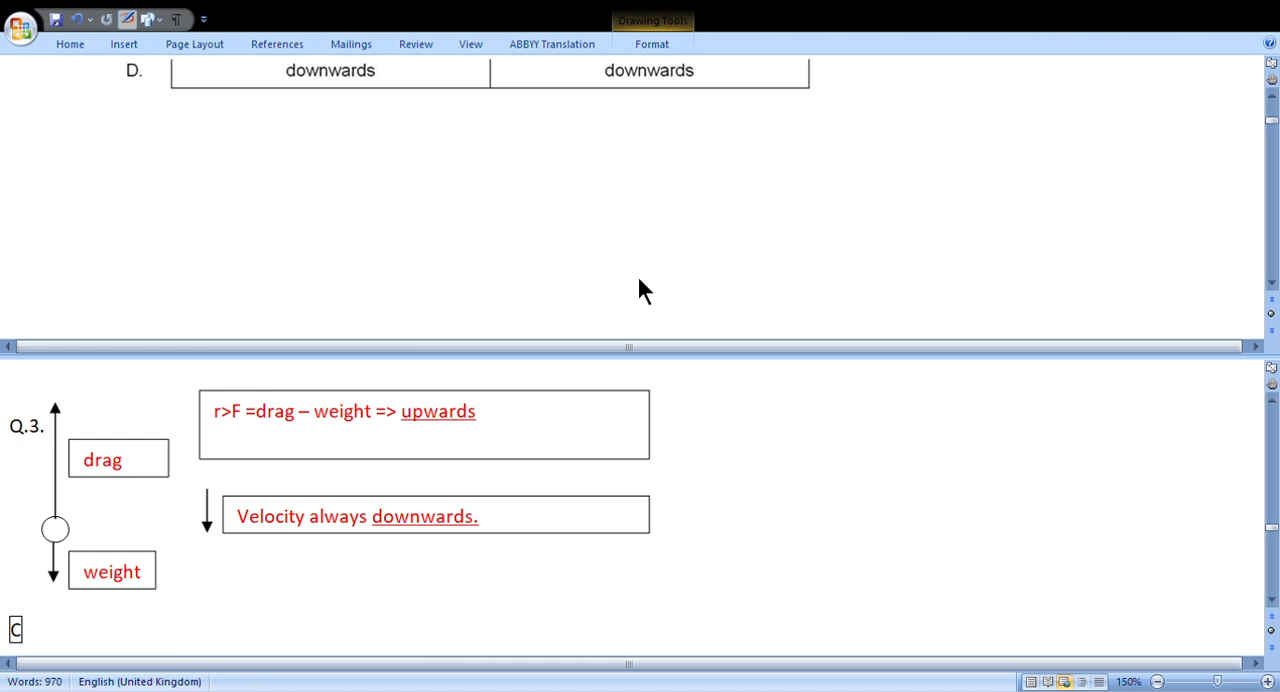 Drawing Tools
Home Insert Page Layout References Mailings Review View ABBYY Translation Format
D. downwards downwards
Q.3.
r>F =drag – weight => upwards
drag
Velocity always downwards.
weight
C
Words: 970 English (United Kingdom) 150%